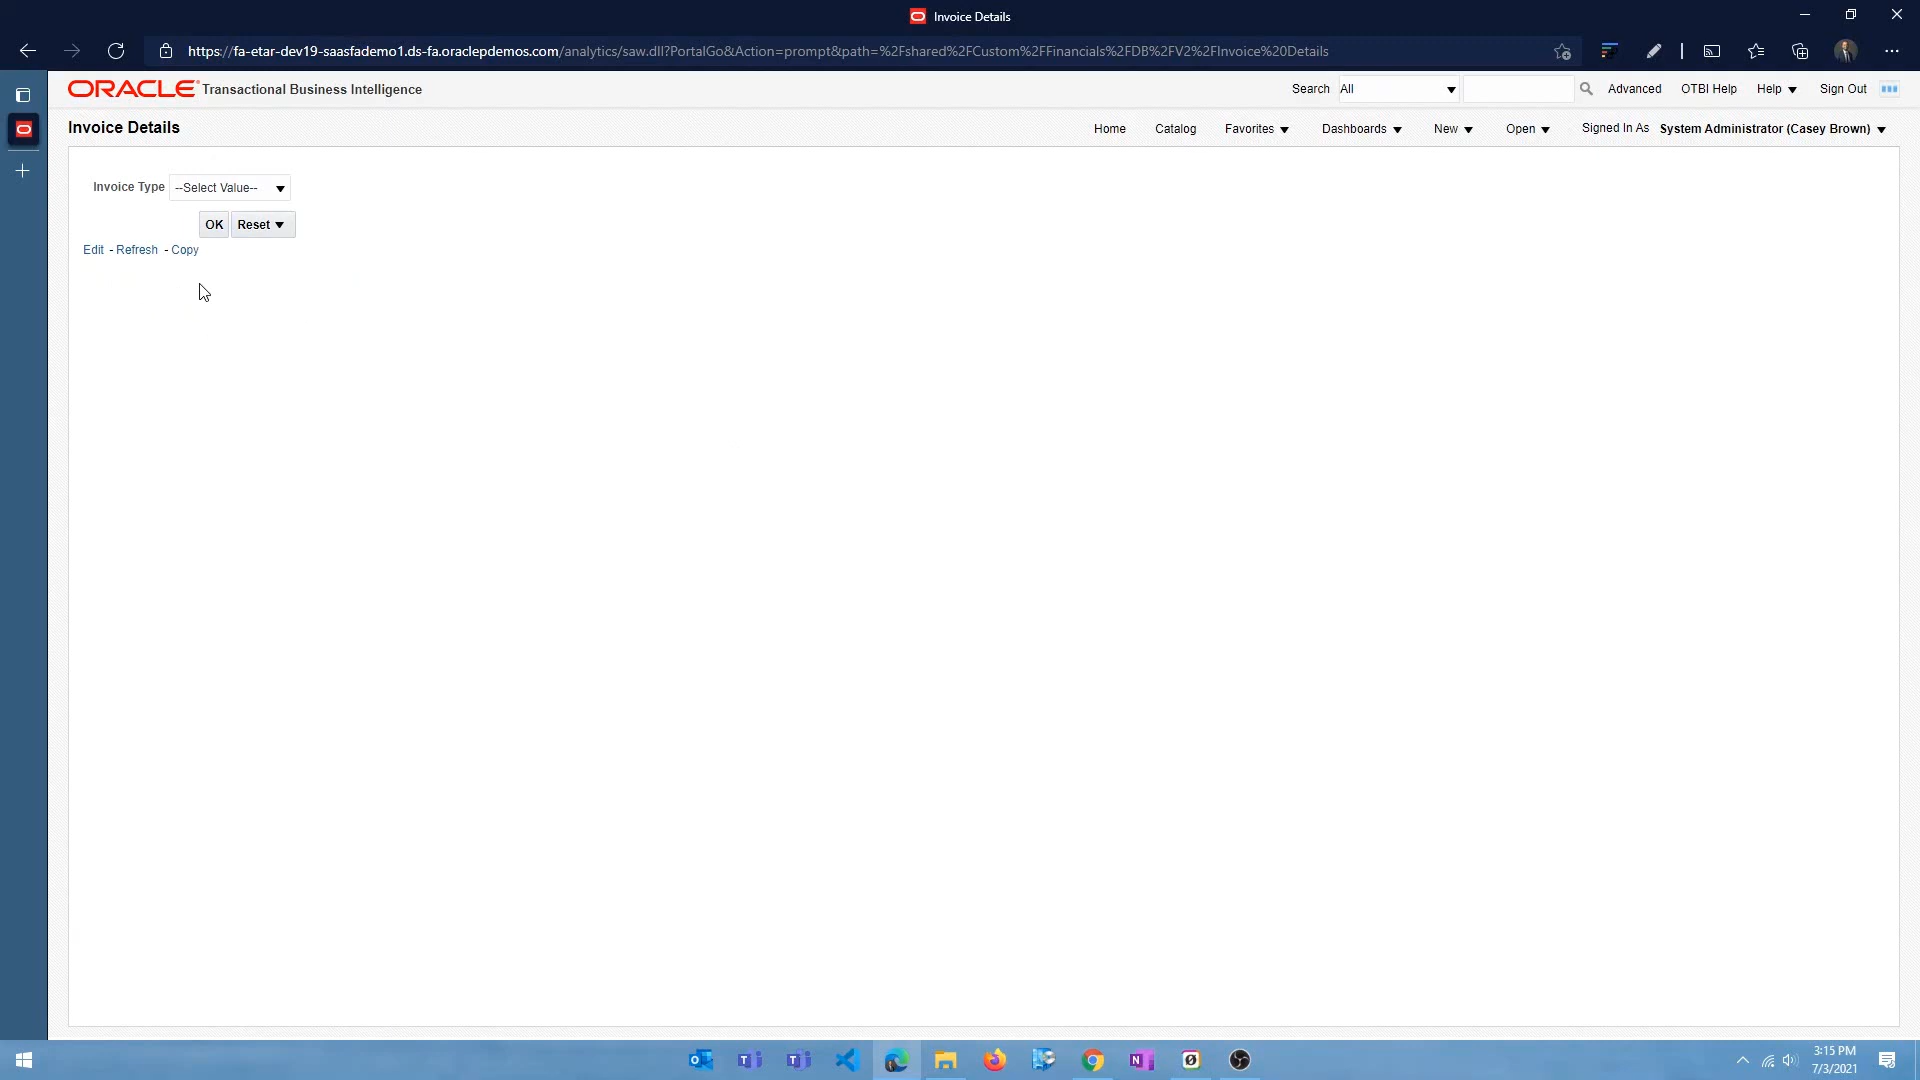 Invoice Details
https://fa-etar-dev19-saasfademo1.ds-fa.oraclepdemos.com/analytics/saw.dll?PortalGo&Action=prompt&path=%2Fshared%2FCustom%2FFinancials%2FDB%2FV2%2FInvoice%20Details
ORACLE Transactional Business Intelligence
Search All Advanced OTBI Help Help Sign Out
Invoice Details
Home Catalog Favorites Dashboards New Open Signed In As System Administrator (Casey Brown)
Invoice Type --Select Value--
OK Reset
Edit - Refresh - Copy
3:15 PM
7/3/2021